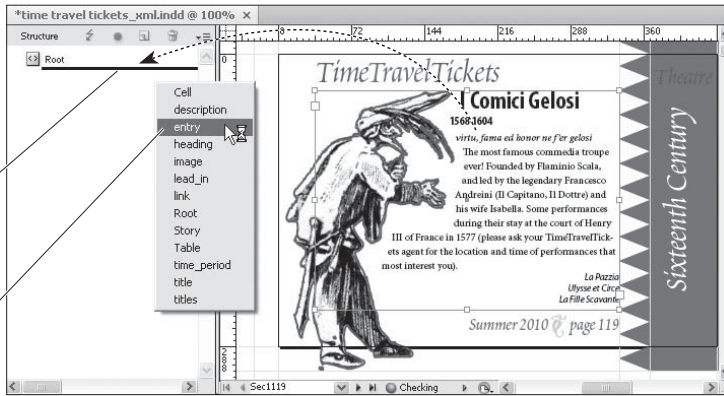 *time travel tickets_xml.indd @ 100% ×
Structure
Root
Cell
description
entry
heading
image
lead_in
link
Root
Story
Table
time_period
title
titles
0 72 144 216 288 360
0
TimeTravelTickets
I Comici Gelosi
1568-1604
virtu, fama ed honor ne f'er gelosi
The most famous commedia troupe
ever! Founded by Flaminio Scala,
and led by the legendary Francesco
Andreini (Il Capitano, Il Dottre) and
his wife Isabella. Some performances
during their stay at the court of Henry
III of France in 1577 (please ask your TimeTravelTick-
ets agent for the location and time of performances that
most interest you).
La Pazzia
Ulysse et Circe
La Fille Scavante
Summer 2010 page 119
Theatre
Sixteenth Century
288
Sec1119
Checking